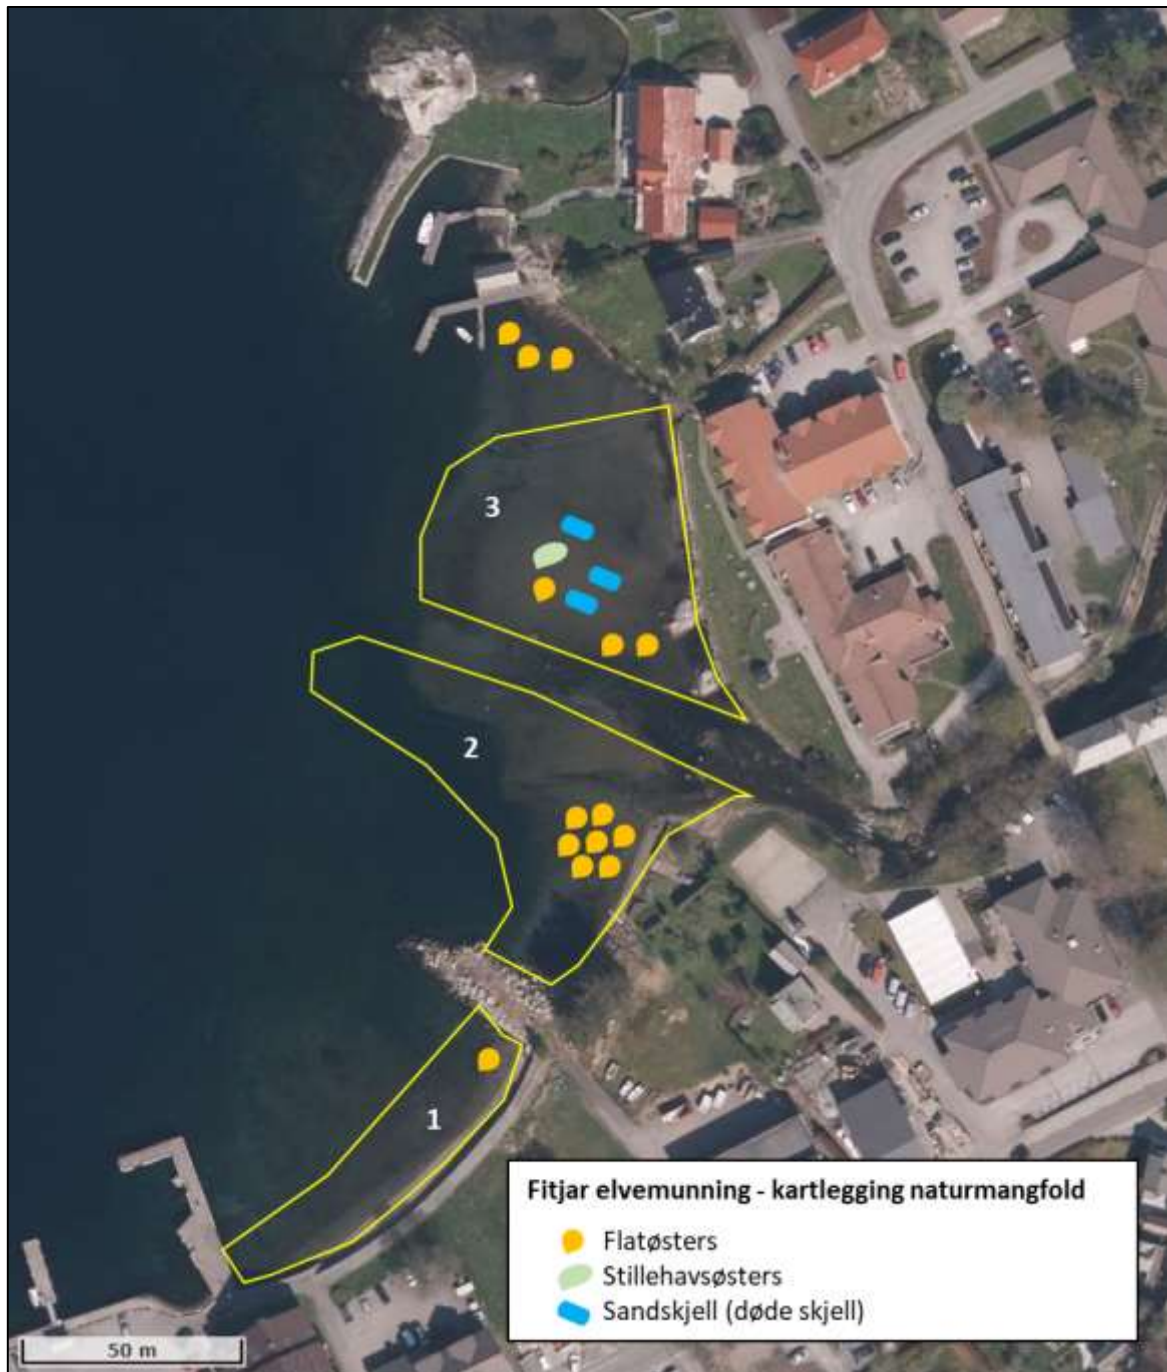 3
2
1
Fitjar elvemunning - kartlegging naturmangfold
Flatøsters
Stillehavsøsters
Sandskjell (døde skjell)
50 m